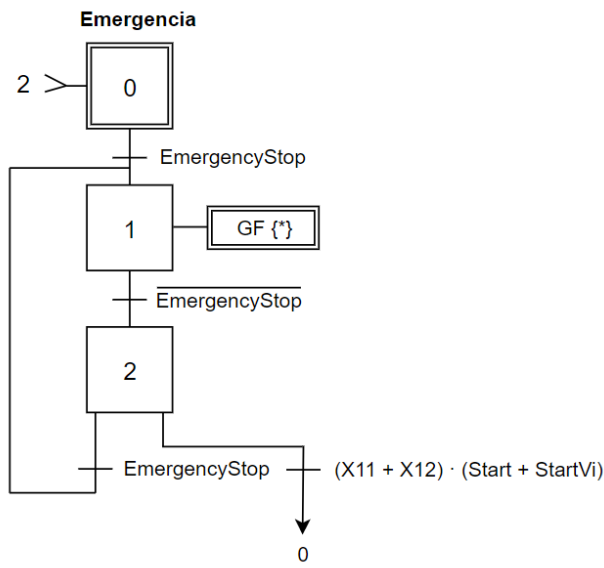 Emergencia
2
0
EmergencyStop
1
GF {*}
EmergencyStop
2
EmergencyStop
(X11 + X12) · (Start + StartVi)
0